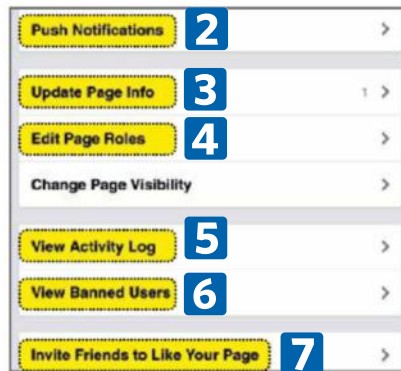 Push Notifications 2 >
Update Page Info 3 1 >
Edit Page Roles 4 >
Change Page Visibility >
View Activity Log 5 >
View Banned Users 6 >
Invite Friends to Like Your Page 7 >